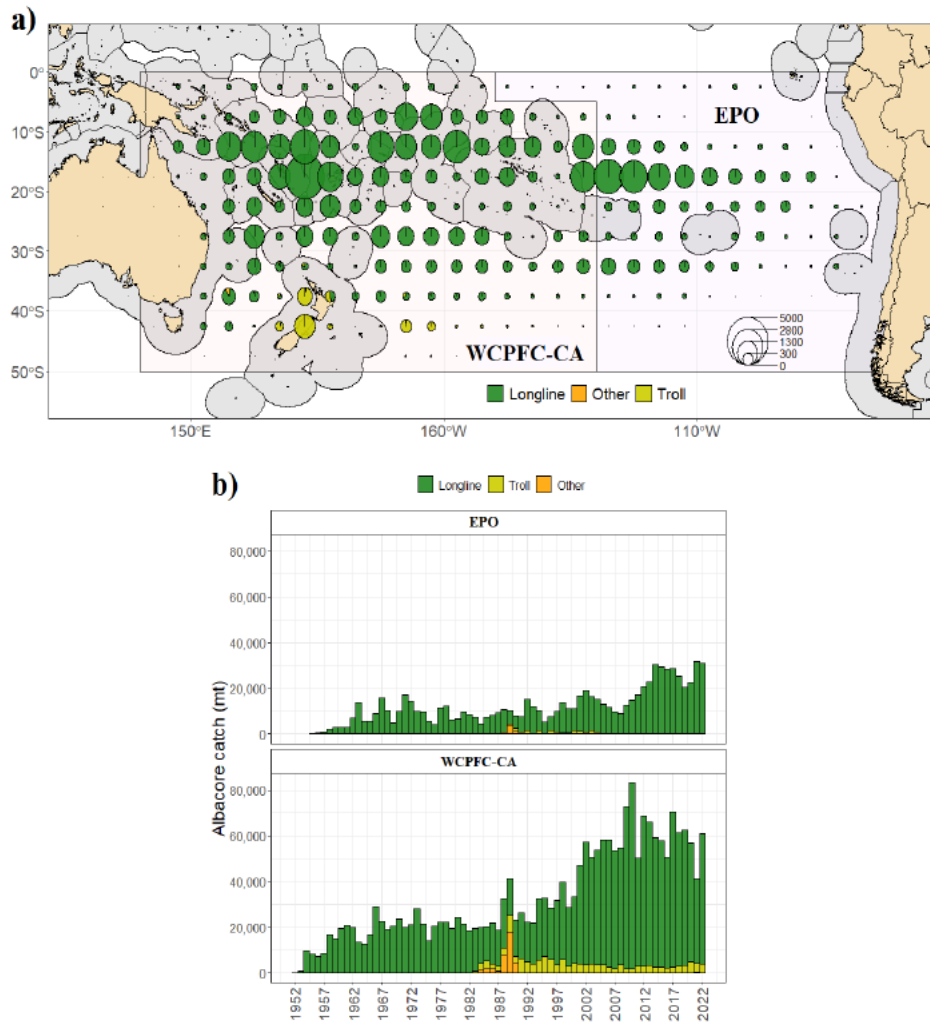 a)
0°
10°S
20°S
30°S
40°S
50°S
EPO
WCPFC-CA
5000
2800
1300
300
0
Longline Other Troll
150°E 160°W 110°W
b)
Longline Troll Other
EPO
80,000
60,000
40,000
20,000
0
Albacore catch (mt)
WCPFC-CA
80,000
60,000
40,000
20,000
0
1952 1957 1962 1967 1972 1977 1982 1987 1992 1997 2002 2007 2012 2017 2022